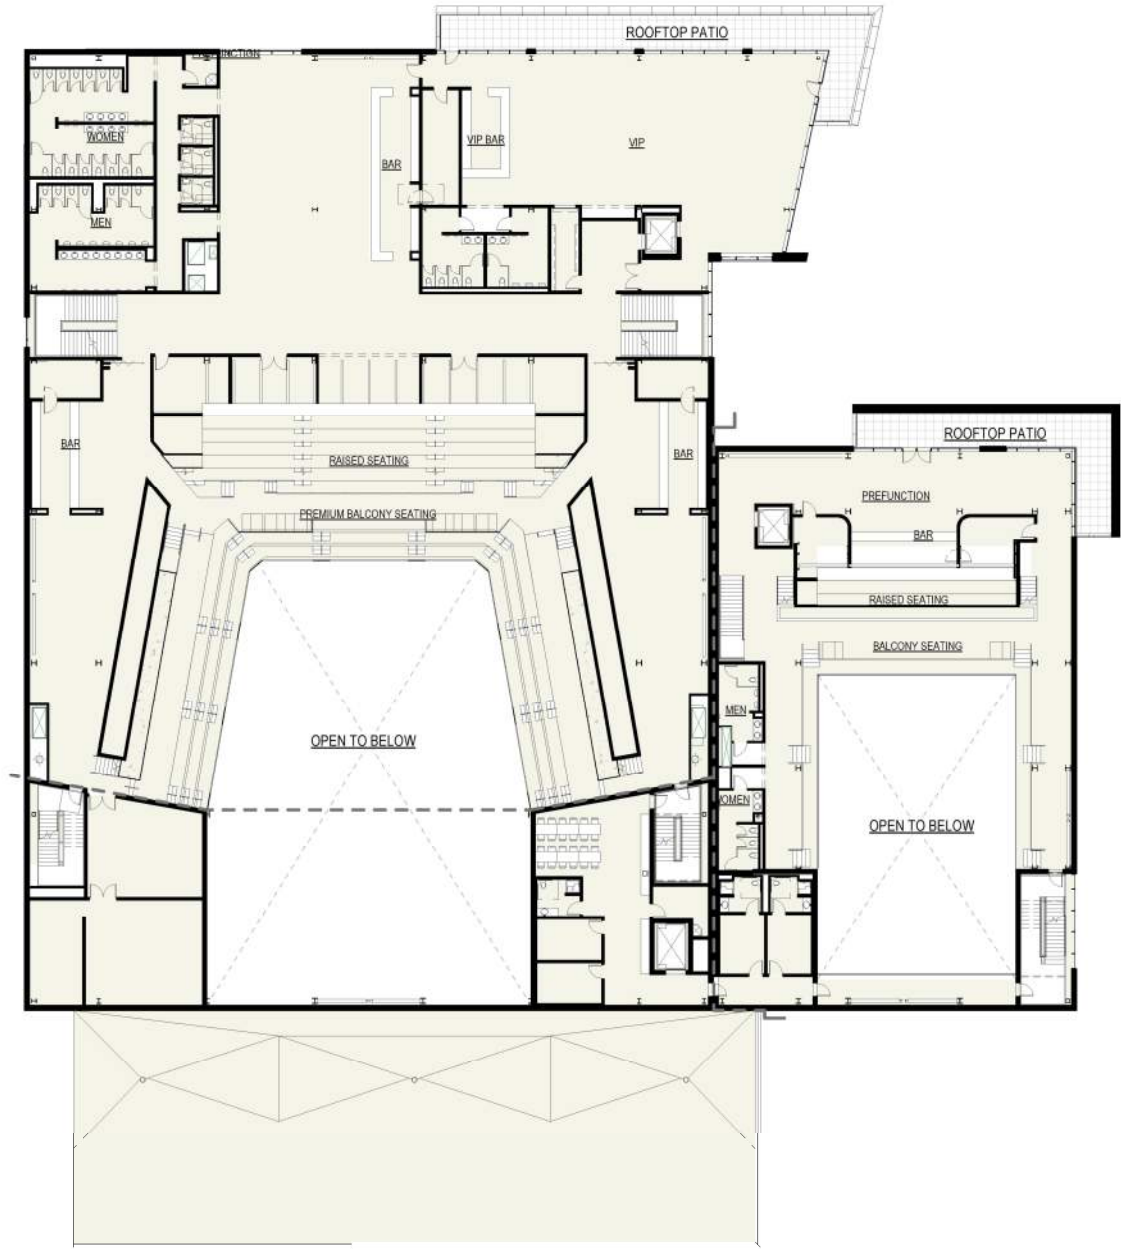 ROOFTOP PATIO
WOMEN
VIP BAR
VIP
BAR
MEN
ROOFTOP PATIO
BAR
BAR
RAISED SEATING
PREFUNCTION
PREMIUM BALCONY SEATING
BAR
RAISED SEATING
BALCONY SEATING
MEN
OPEN TO BELOW
OMEN
OPEN TO BELOW